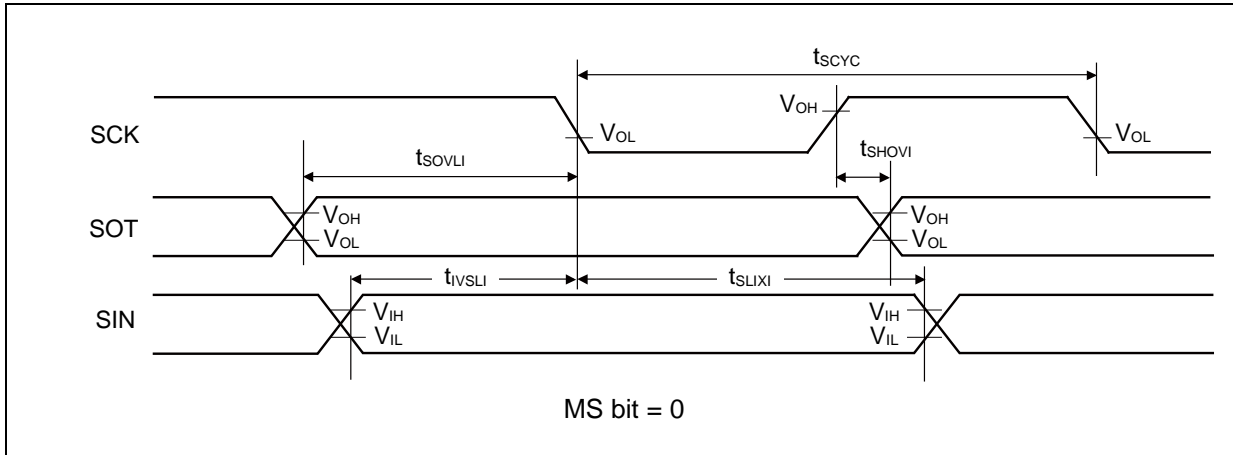 tSCYC
SCK
VOH
VOL
VOL
tSHOVI
tSOVLI
SOT
VOH
VOL
VOH
VOL
tIVSLI
tSLIXI
SIN
VIH
VIL
VIH
VIL
MS bit = 0